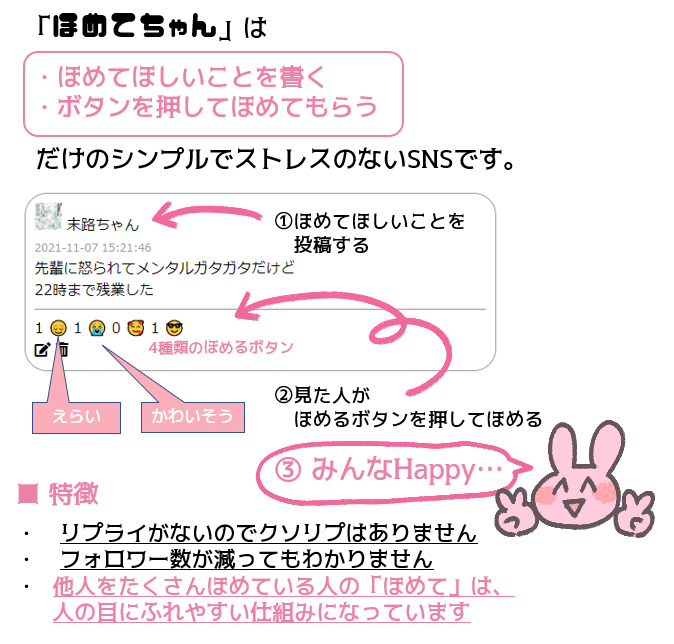 「ほめてちゃん」は
・ほめてほしいことを書く
・ボタンを押してほめてもらう
だけのシンプルでストレスのないSNSです。
末路ちゃん
2021-11-07 15:21:46
先輩に怒られてメンタルガタガタだけど
22時まで残業した
①ほめてほしいことを
投稿する
1 😞 1 😭 0 🥰 1 😎
4種類のほめるボタン
えらい
かわいそう
②見た人が
ほめるボタンを押してほめる
③ みんなHappy…
特徴
・ リプライがないのでクソリプはありません
・ フォロワー数が減ってもわかりません
・ 他人をたくさんほめている人の「ほめて」は、
人の目にふれやすい仕組みになっています